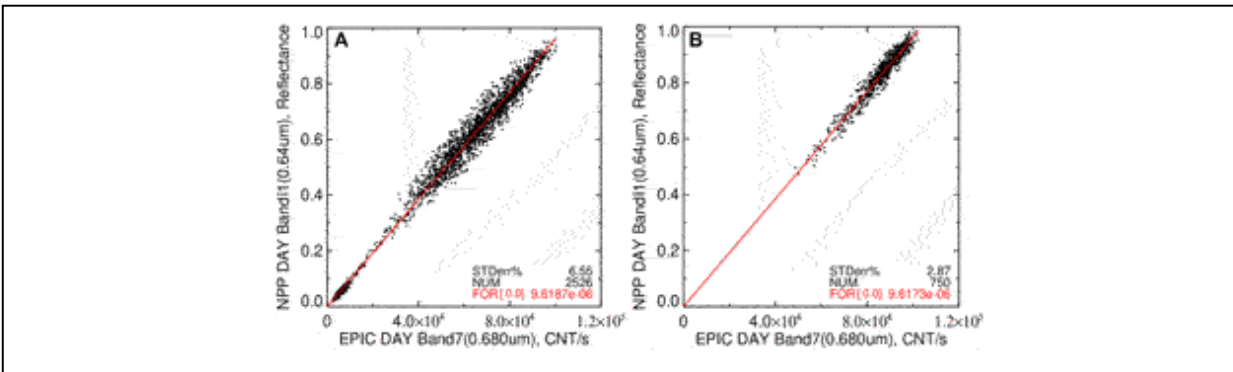 A
1.0
0.8
0.6
0.4
0.2
0.0
NPP DAY BandI1(0.64um), Reflectance
STDerr% 6.55
NUM 2526
FOR(0.0) 9.6187e-06
0 4.0×10⁴ 8.0×10⁴ 1.2×10⁵
EPIC DAY Band7(0.680um), CNT/s
B
1.0
0.8
0.6
0.4
0.2
0.0
NPP DAY BandI1(0.64um), Reflectance
STDerr% 2.87
NUM 750
FOR(0.0) 9.6173e-06
0 4.0×10⁴ 8.0×10⁴ 1.2×10⁵
EPIC DAY Band7(0.680um), CNT/s